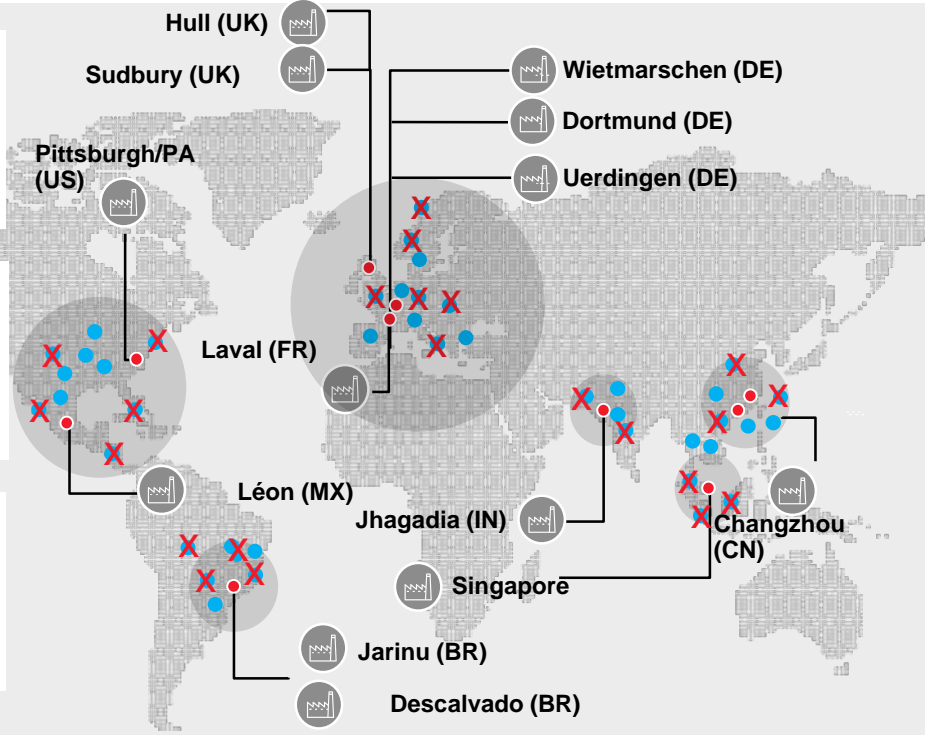 Hull (UK)
Sudbury (UK)
Wietmarschen (DE)
Dortmund (DE)
Uerdingen (DE)
Pittsburgh/PA
(US)
Laval (FR)
Léon (MX)
Jhagadia (IN)
Changzhou
(CN)
Singapore
Jarinu (BR)
Descalvado (BR)